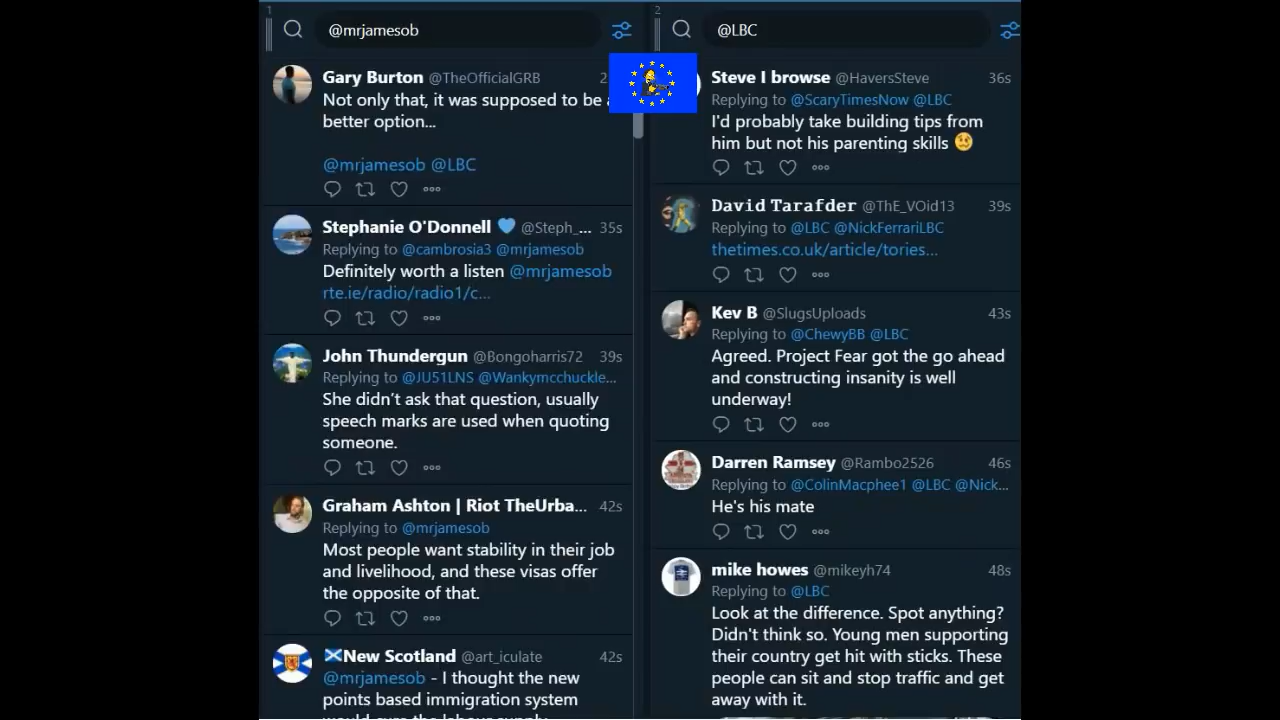 1
@mrjamesob
Gary Burton @TheOfficialGRB
Not only that, it was supposed to be
better option...
@mrjamesob @LBC
Stephanie O'Donnell 💙 @Steph_... 35s
Replying to @cambrosia3 @mrjamesob
Definitely worth a listen @mrjamesob
rte.ie/radio/radio1/c...
John Thundergun @Bongoharris72 39s
Replying to @JU51LNS @Wankymcchuckle...
She didn't ask that question, usually
speech marks are used when quoting
someone.
Graham Ashton | Riot TheUrba... 42s
Replying to @mrjamesob
Most people want stability in their job
and livelihood, and these visas offer
the opposite of that.
🏴󠁧󠁢󠁳󠁣󠁴󠁿New Scotland @art_iculate 42s
@mrjamesob - I thought the new
points based immigration system
2
@LBC
Steve I browse @HaversSteve 36s
Replying to @ScaryTimesNow @LBC
I'd probably take building tips from
him but not his parenting skills 🤨
David Tarafder @ThE_VOid13 39s
Replying to @LBC @NickFerrariLBC
thetimes.co.uk/article/tories...
Kev B @SlugsUploads 43s
Replying to @ChewyBB @LBC
Agreed. Project Fear got the go ahead
and constructing insanity is well
underway!
Darren Ramsey @Rambo2526 46s
Replying to @ColinMacphee1 @LBC @Nick...
He's his mate
mike howes @mikeyh74 48s
Replying to @LBC
Look at the difference. Spot anything?
Didn't think so. Young men supporting
their country get hit with sticks. These
people can sit and stop traffic and get
away with it.